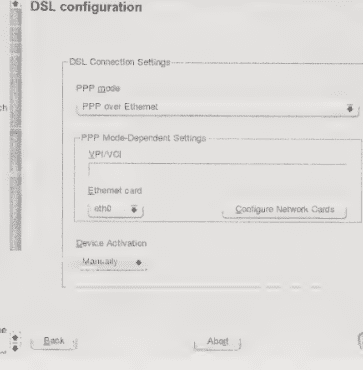 DSL configuration
DSL Connection Settings
PPP mode
PPP over Ethernet
PPP Mode-Dependent Settings
VPI/VCI
Ethernet card
eth0
Configure Network Cards
Device Activation
Manually
Back
Abort